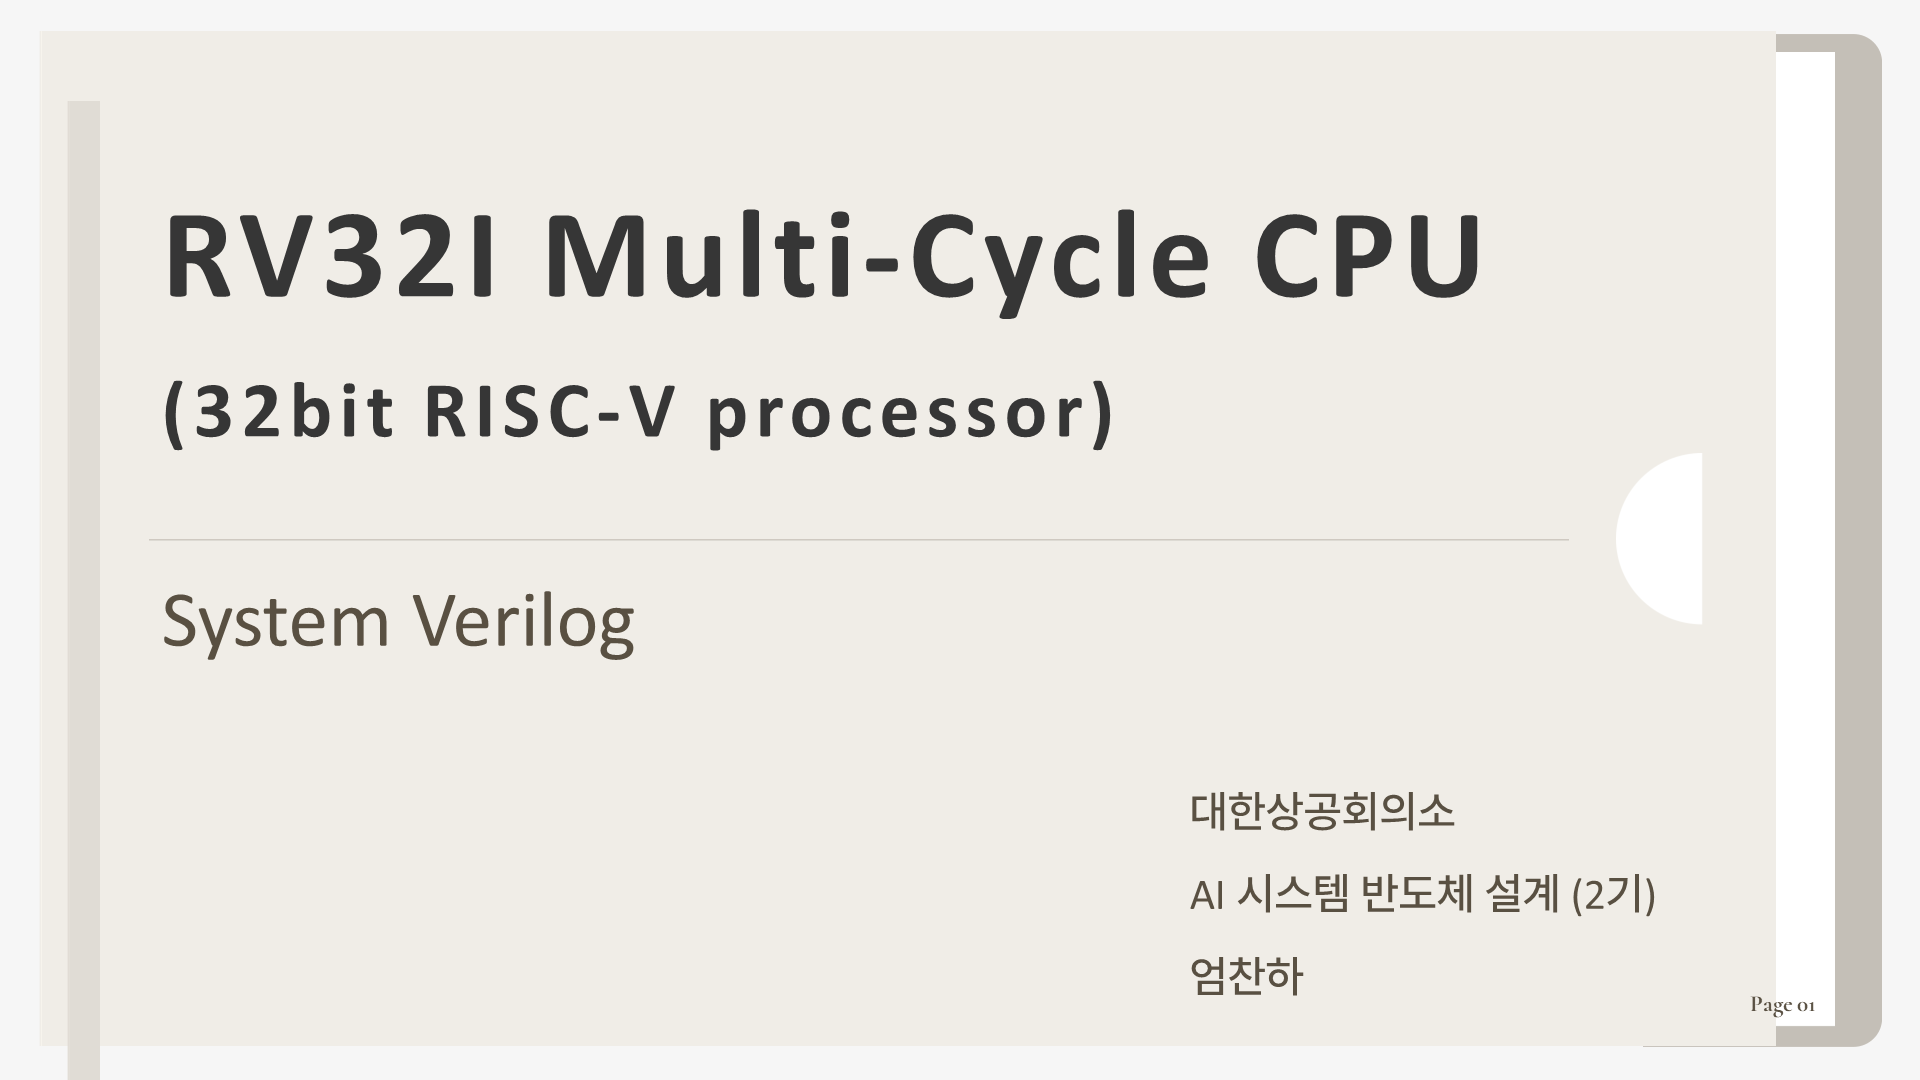 RV32I Multi-Cycle CPU
(32bit RISC-V processor)
System Verilog
대한상공회의소
AI 시스템 반도체 설계 (2기)
엄찬하
Page 01